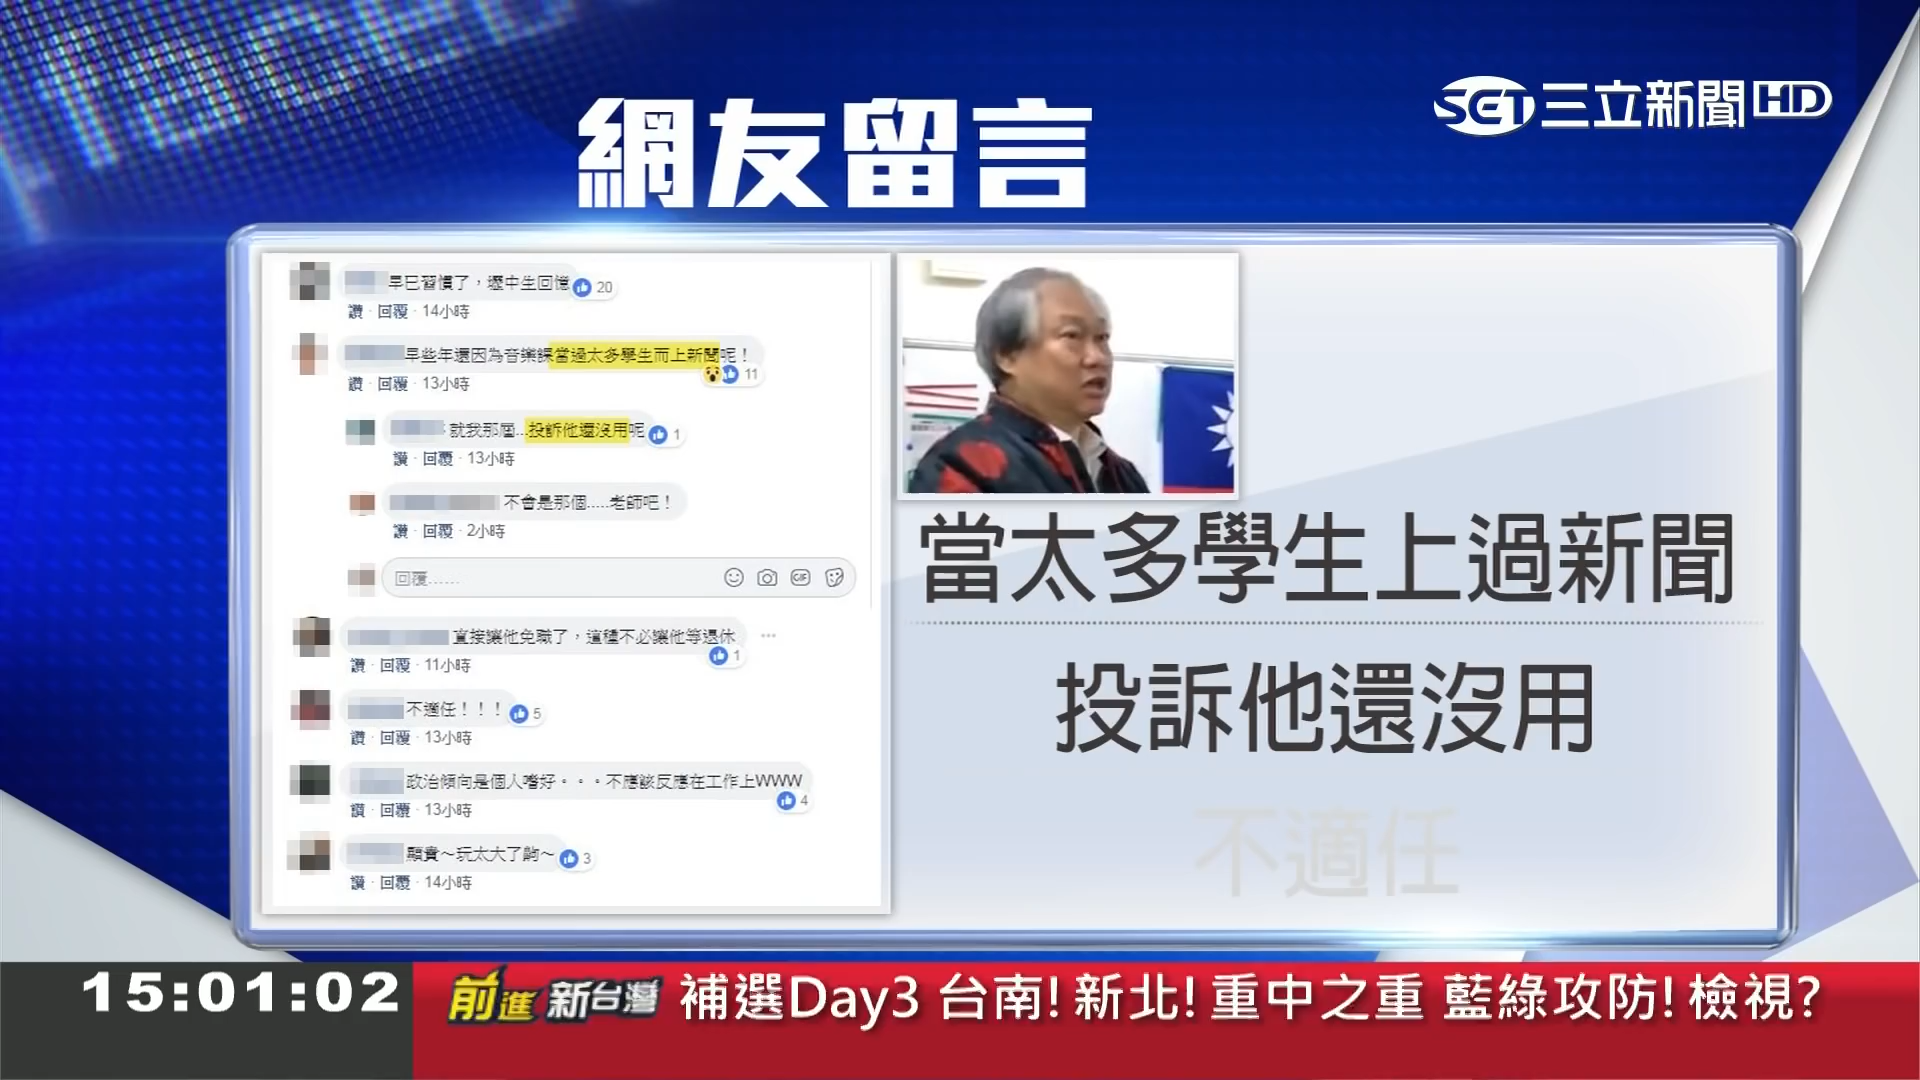 網友留言
SET三立新聞HD
早已習慣了，壢中生回憶 20
讚 · 回覆 · 14小時
早些年還因為音樂課當過太多學生而上新聞呢！ 11
讚 · 回覆 · 13小時
就我那屆...投訴他還沒用呢 1
讚 · 回覆 · 13小時
不會是那個.....老師吧！
讚 · 回覆 · 2小時
回覆......
GIF
直接讓他免職了，這種不必讓他等退休 1
讚 · 回覆 · 11小時
不適任！！！ 5
讚 · 回覆 · 13小時
政治傾向是個人嗜好。。。不應該反應在工作上WWW 4
讚 · 回覆 · 13小時
顯貴～玩太大了齁～ 3
讚 · 回覆 · 14小時
當太多學生上過新聞
投訴他還沒用
不適任
15:01:02
前進新台灣 補選Day3 台南! 新北! 重中之重 藍綠攻防! 檢視?